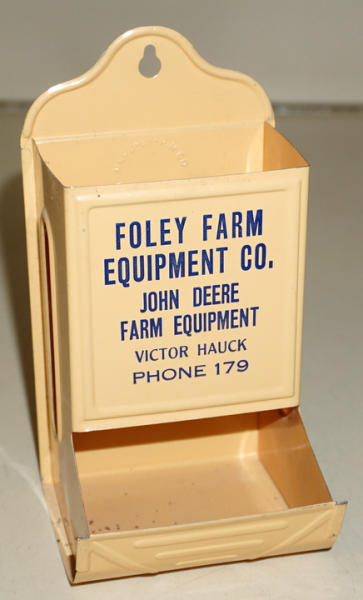 FOLEY FARM
EQUIPMENT CO.
JOHN DEERE
FARM EQUIPMENT
VICTOR HAUCK
PHONE 179